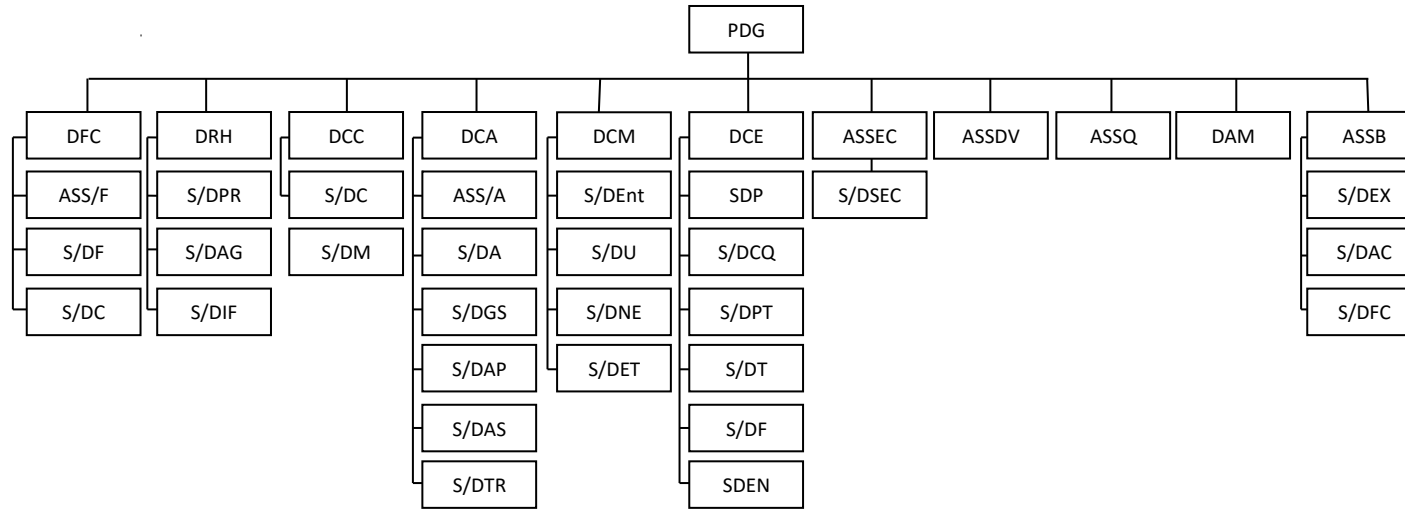 PDG
DFC DRH DCC DCA DCM DCE ASSEC ASSDV ASSQ DAM ASSB
ASS/F S/DPR S/DC ASS/A S/DEnt SDP S/DSEC S/DEX
S/DF S/DAG S/DM S/DA S/DU S/DCQ S/DAC
S/DC S/DIF S/DGS S/DNE S/DPT S/DFC
S/DAP S/DET S/DT
S/DAS S/DF
S/DTR SDEN